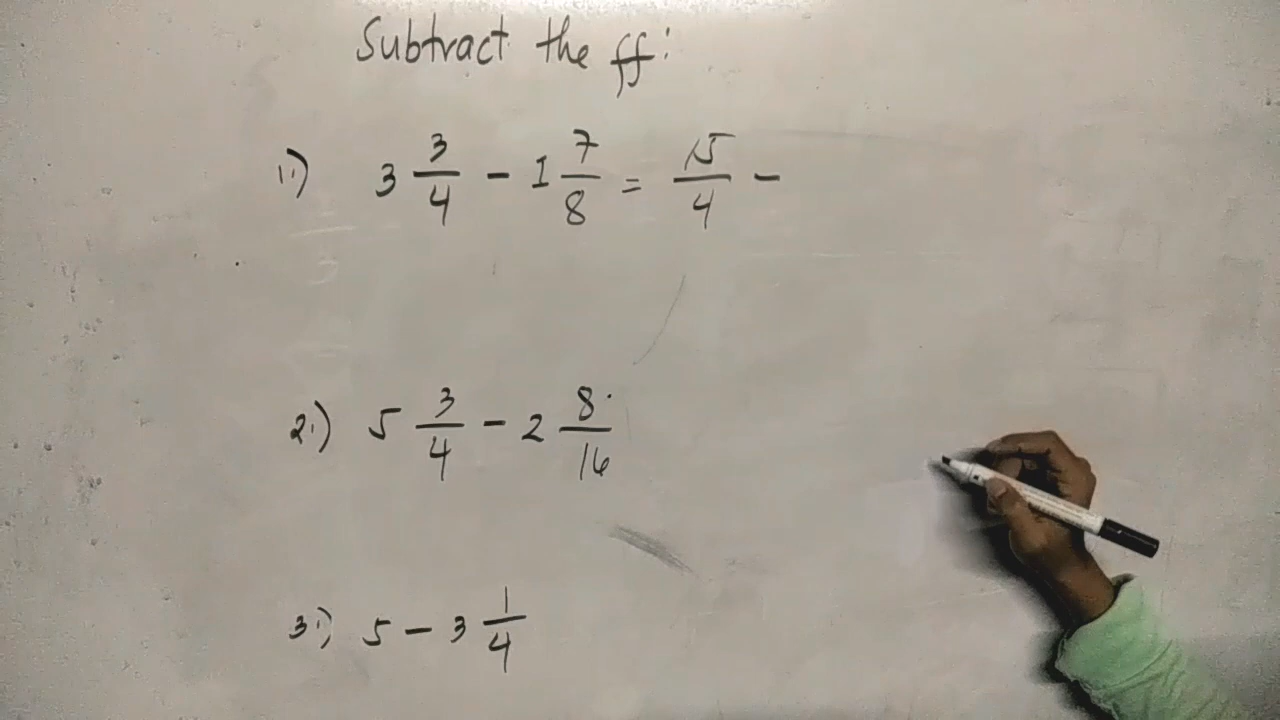 Subtract the ff:
1.) 3 3/4 - 1 7/8 = 15/4 -
2.) 5 3/4 - 2 8/16
3.) 5 - 3 1/4